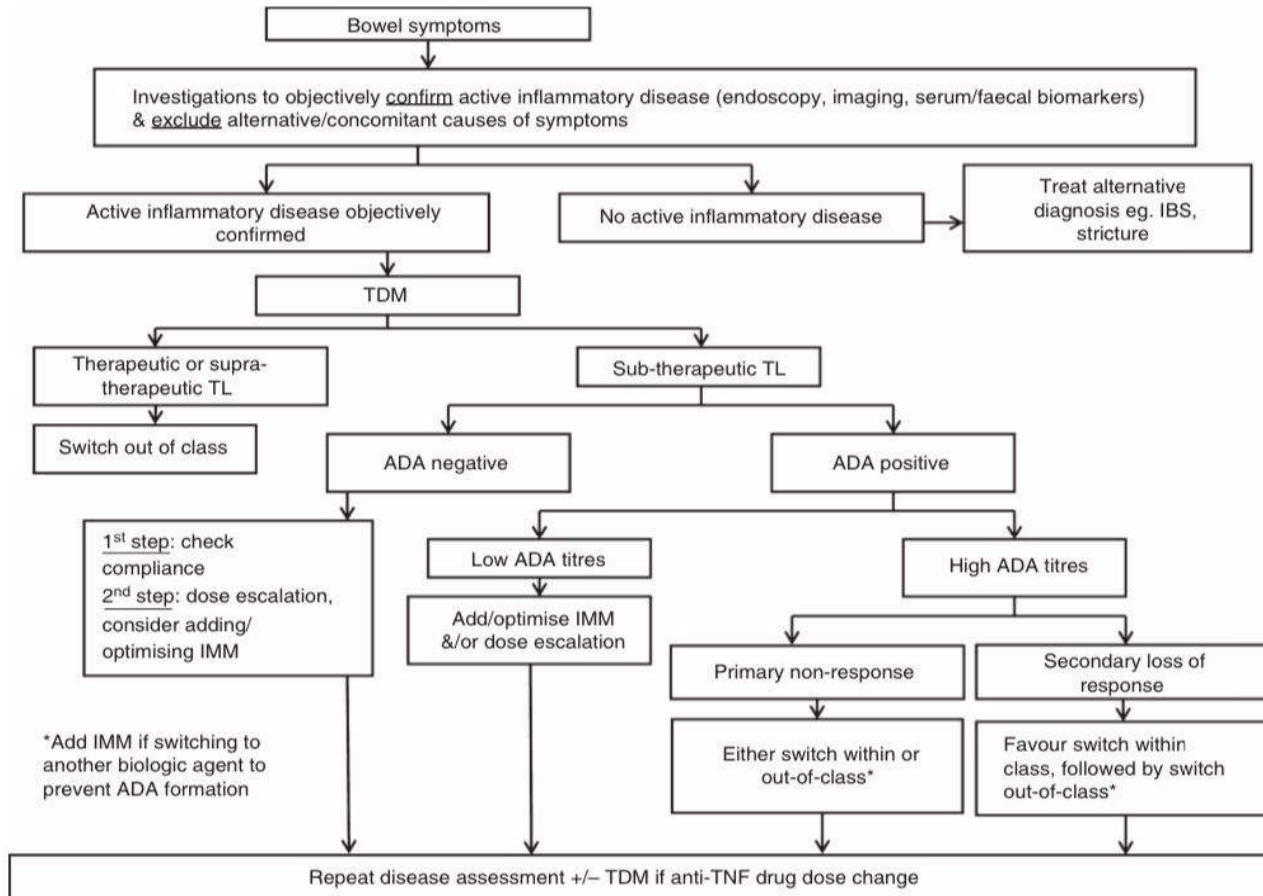 Bowel symptoms
Investigations to objectively confirm active inflammatory disease (endoscopy, imaging, serum/faecal biomarkers)
& exclude alternative/concomitant causes of symptoms
Active inflammatory disease objectively
confirmed
No active inflammatory disease
Treat alternative
diagnosis eg. IBS,
stricture
TDM
Therapeutic or supra-
therapeutic TL
Sub-therapeutic TL
Switch out of class
ADA negative
ADA positive
1st step: check
compliance
2nd step: dose escalation,
consider adding/
optimising IMM
Low ADA titres
High ADA titres
Add/optimise IMM
&/or dose escalation
Primary non-response
Secondary loss of
response
Either switch within or
out-of-class*
Favour switch within
class, followed by switch
out-of-class*
*Add IMM if switching to
another biologic agent to
prevent ADA formation
Repeat disease assessment +/– TDM if anti-TNF drug dose change